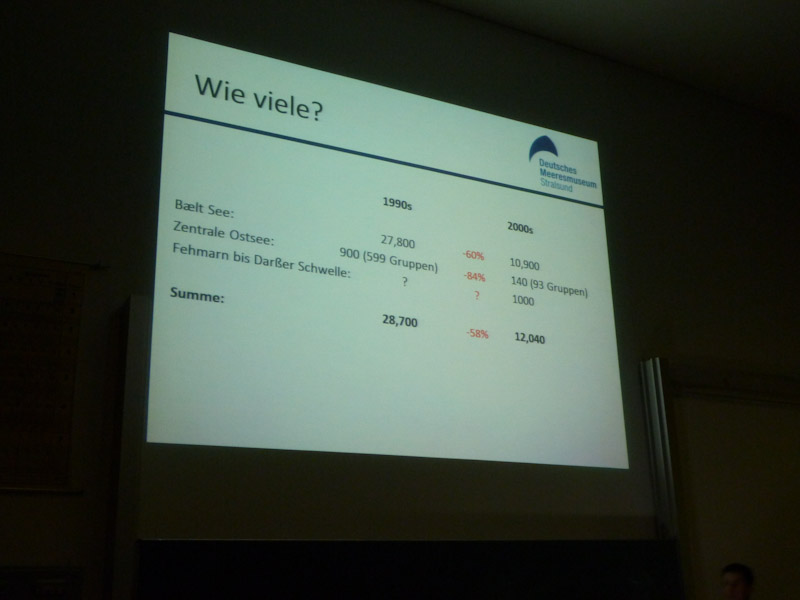 Wie viele?
Deutsches
Meeresmuseum
Stralsund
1990s 2000s
Bælt See: 27,800 -60% 10,900
Zentrale Ostsee: 900 (599 Gruppen) -84% 140 (93 Gruppen)
Fehmarn bis Darßer Schwelle: ? ? 1000
Summe: 28,700 -58% 12,040